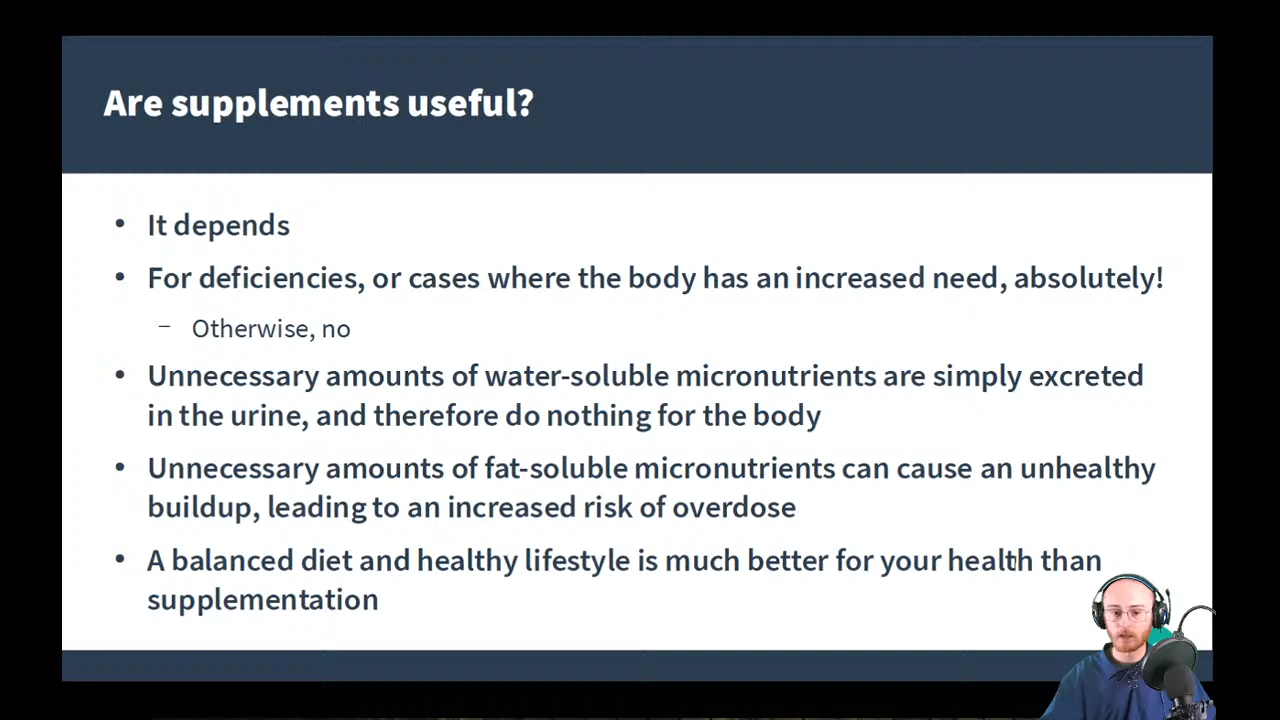 Are supplements useful?
• It depends
• For deficiencies, or cases where the body has an increased need, absolutely!
– Otherwise, no
• Unnecessary amounts of water-soluble micronutrients are simply excreted
in the urine, and therefore do nothing for the body
• Unnecessary amounts of fat-soluble micronutrients can cause an unhealthy
buildup, leading to an increased risk of overdose
• A balanced diet and healthy lifestyle is much better for your health than
supplementation